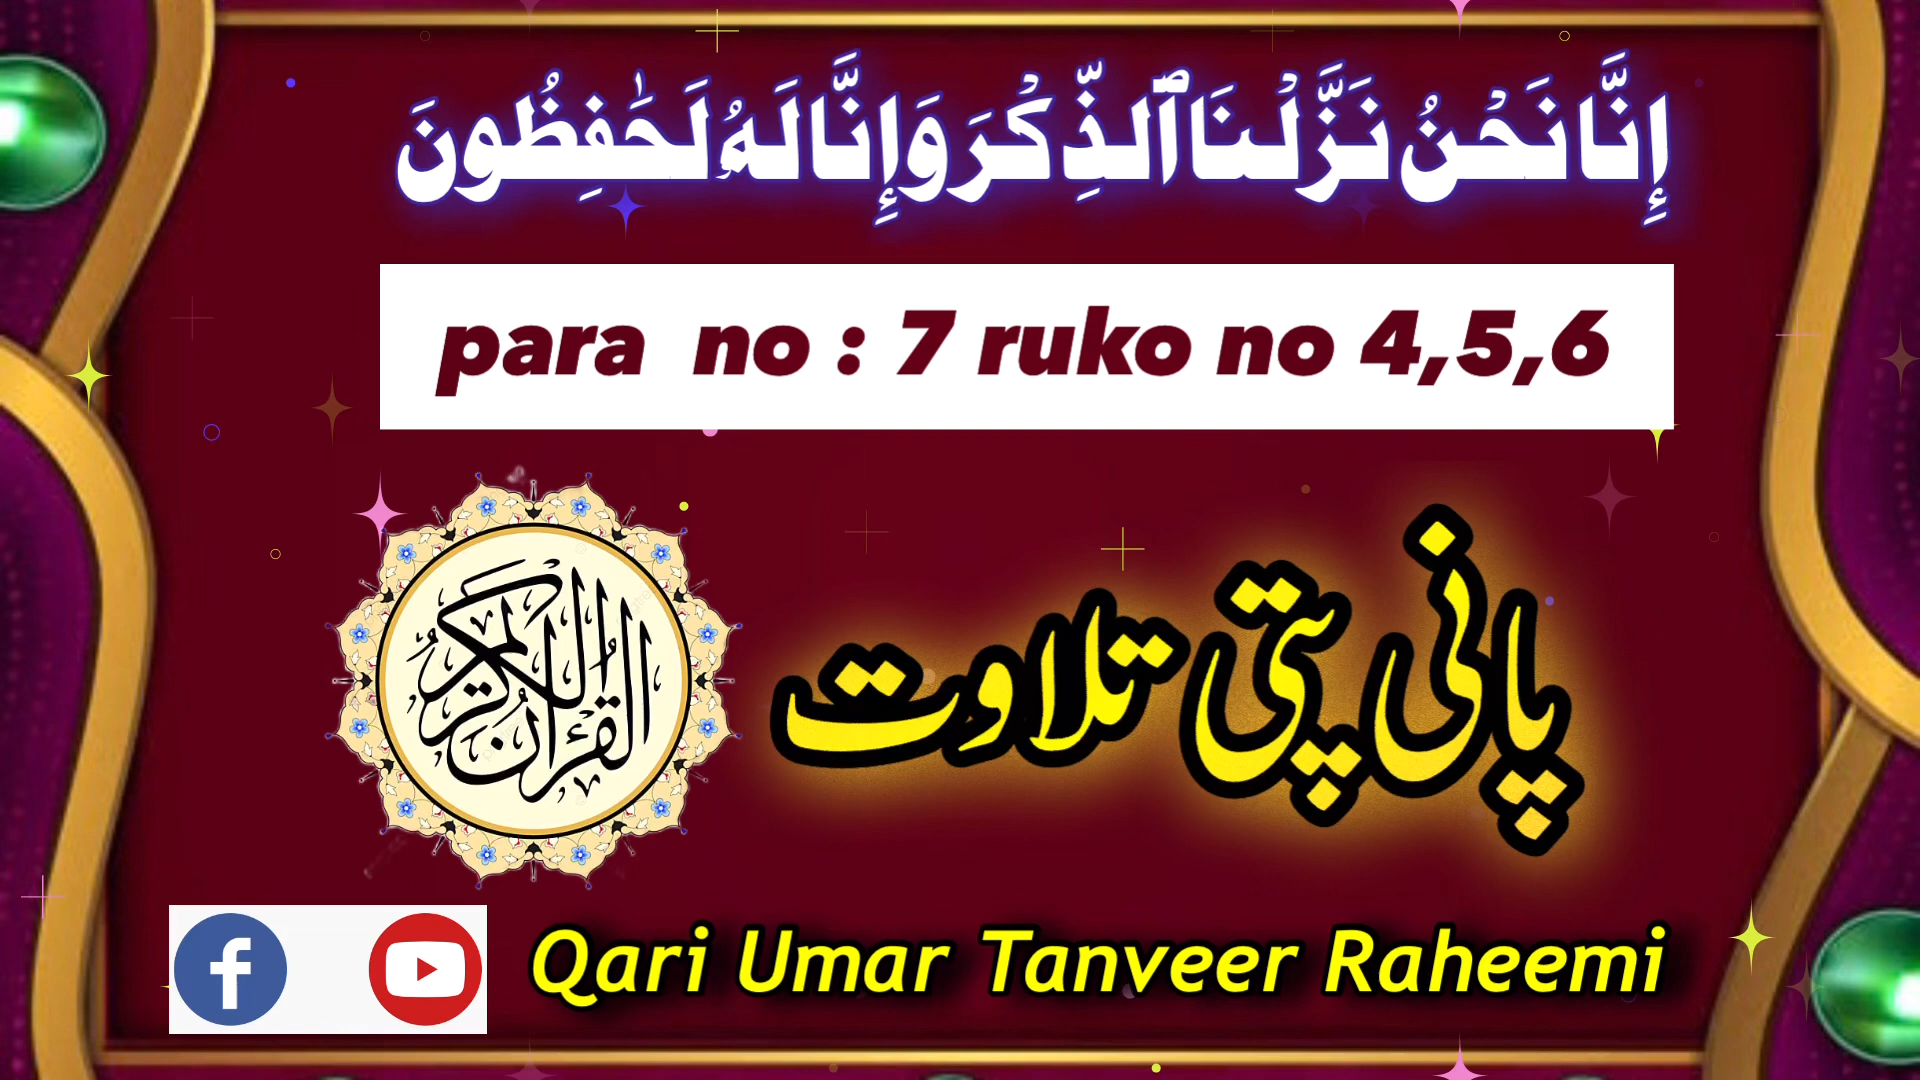 إِنَّا نَحْنُ نَزَّلْنَا ٱلذِّكْرَ وَإِنَّا لَهُۥ لَحَٰفِظُونَ
para no : 7 ruko no 4,5,6
القرآن الكريم
پانی پتی تلاوت
Qari Umar Tanveer Raheemi